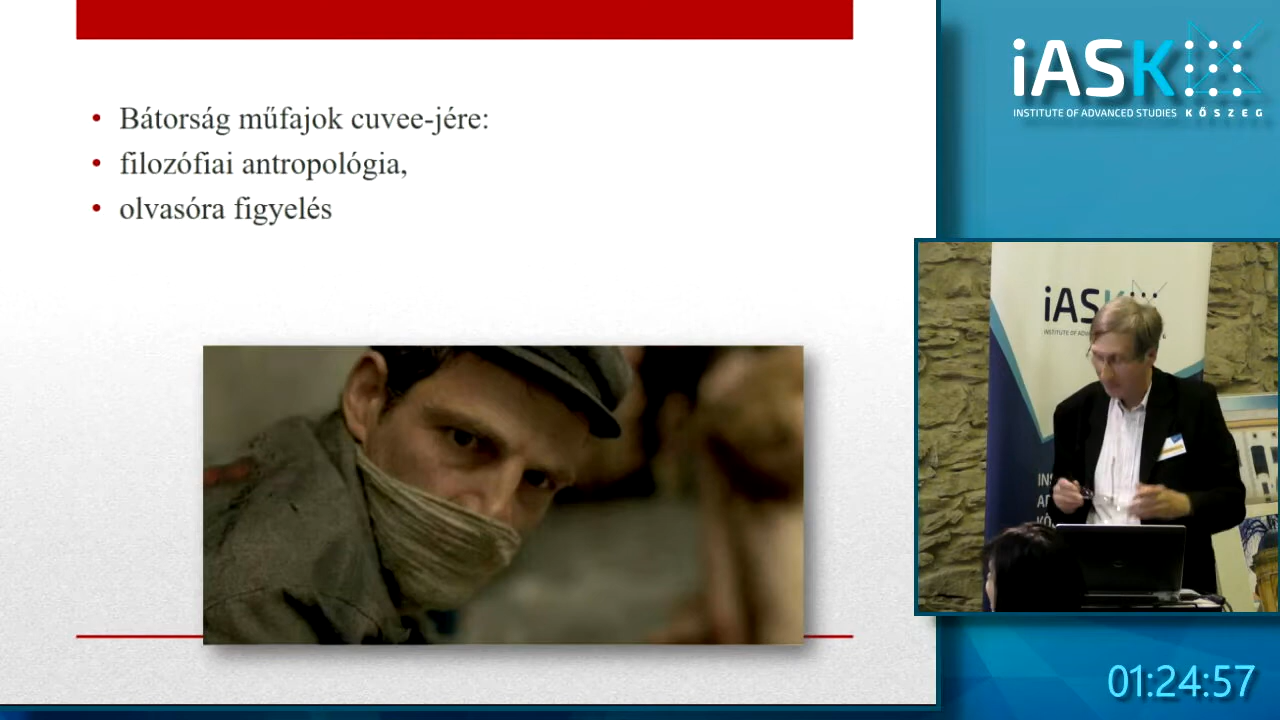 Bátorság műfajok cuvee-jére:
filozófiai antropológia,
olvasóra figyelés
iASK
INSTITUTE OF ADVANCED STUDIES KŐSZEG
iASK
01:24:57